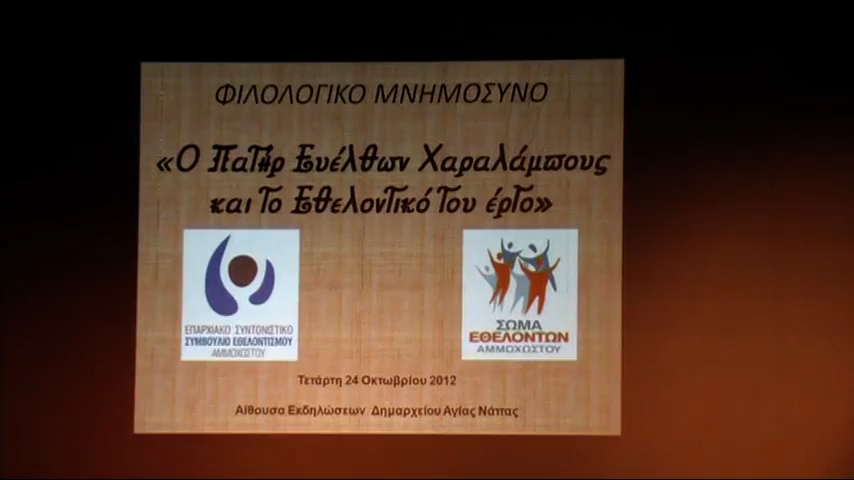 ΦΙΛΟΛΟΓΙΚΟ ΜΝΗΜΟΣΥΝΟ
«Ο Πατήρ Ευέλθων Χαραλάμπους
και το Εθελοντικό του έργο»
ΕΠΑΡΧΙΑΚΟ ΣΥΝΤΟΝΙΣΤΙΚΟ
ΣΥΜΒΟΥΛΙΟ ΕΘΕΛΟΝΤΙΣΜΟΥ
ΑΜΜΟΧΩΣΤΟΥ
ΣΩΜΑ
ΕΘΕΛΟΝΤΩΝ
ΑΜΜΟΧΩΣΤΟΥ
Τετάρτη 24 Οκτωβρίου 2012
Αίθουσα Εκδηλώσεων Δημαρχείου Αγίας Νάπας